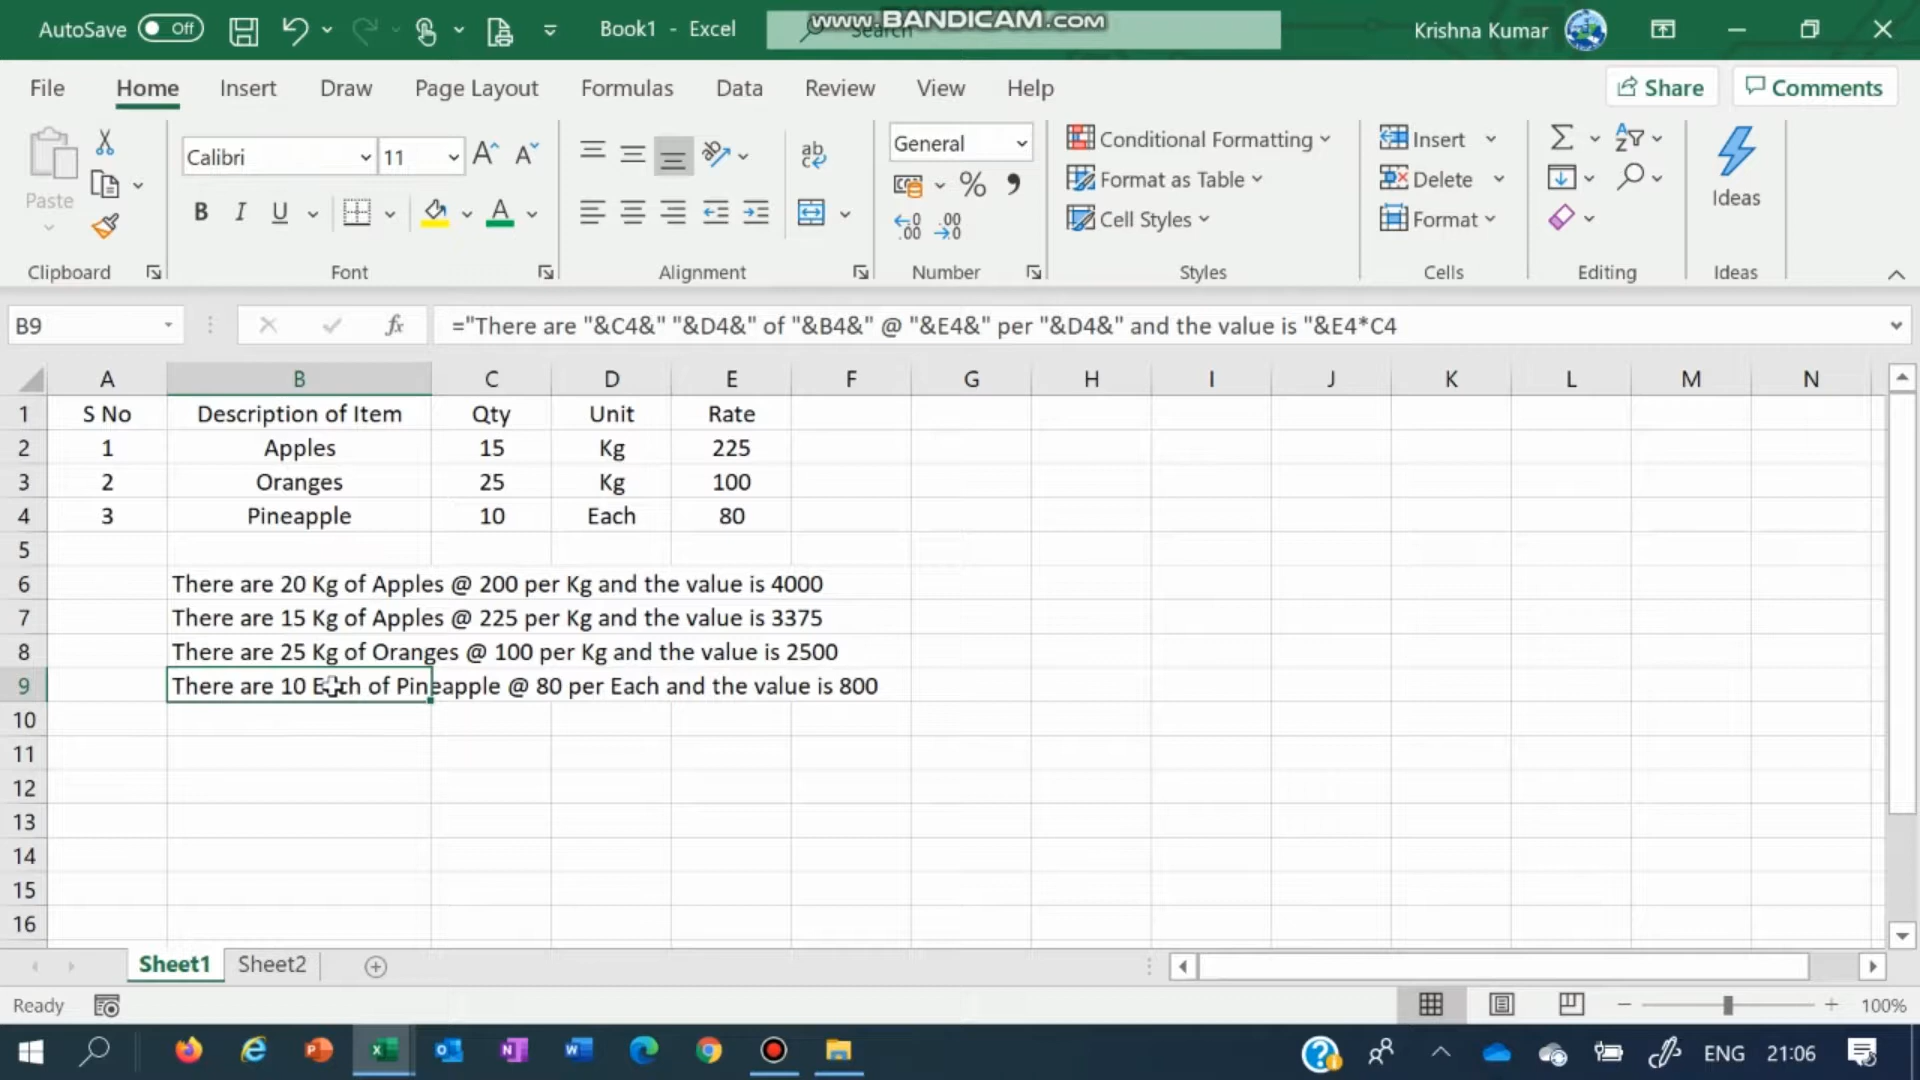 AutoSave Off Book1 - Excel www.BANDICAM.com Search Krishna Kumar
File Home Insert Draw Page Layout Formulas Data Review View Help Share Comments
Paste Calibri 11 General Conditional Formatting Insert
Format as Table Delete Ideas
Cell Styles Format
Clipboard Font Alignment Number Styles Cells Editing Ideas
B9 fx ="There are "&C4&" "&D4&" of "&B4&" @ "&E4&" per "&D4&" and the value is "&E4*C4
A B C D E F G H I J K L M N
1 S No Description of Item Qty Unit Rate
2 1 Apples 15 Kg 225
3 2 Oranges 25 Kg 100
4 3 Pineapple 10 Each 80
5
6 There are 20 Kg of Apples @ 200 per Kg and the value is 4000
7 There are 15 Kg of Apples @ 225 per Kg and the value is 3375
8 There are 25 Kg of Oranges @ 100 per Kg and the value is 2500
9 There are 10 Each of Pineapple @ 80 per Each and the value is 800
10
11
12
13
14
15
16
Sheet1 Sheet2
Ready 100%
ENG 21:06